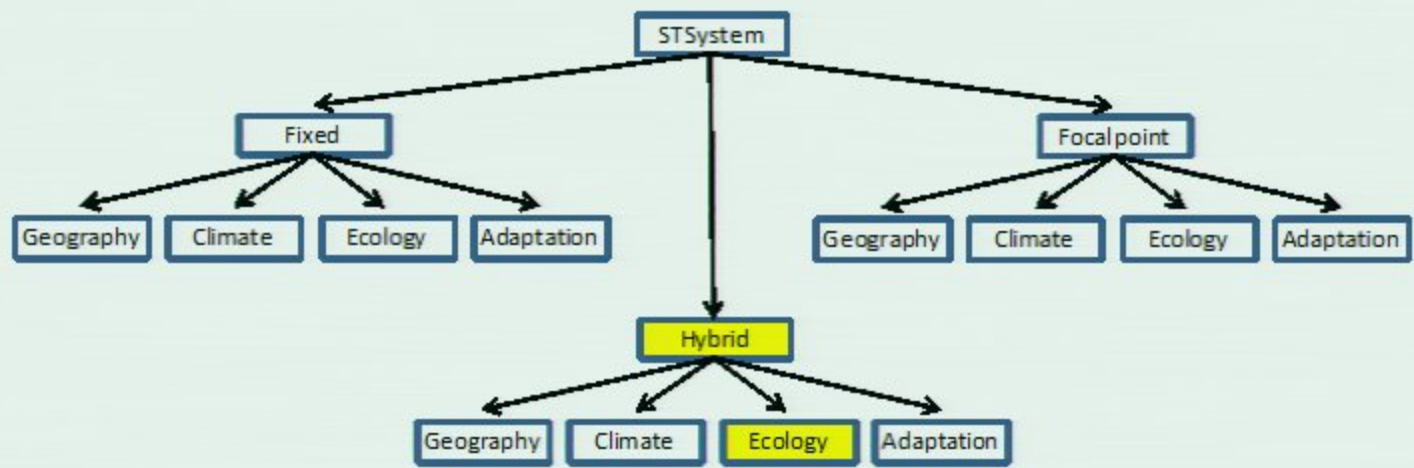 STSystem
Fixed
Focalpoint
Geography
Climate
Ecology
Adaptation
Geography
Climate
Ecology
Adaptation
Hybrid
Geography
Climate
Ecology
Adaptation